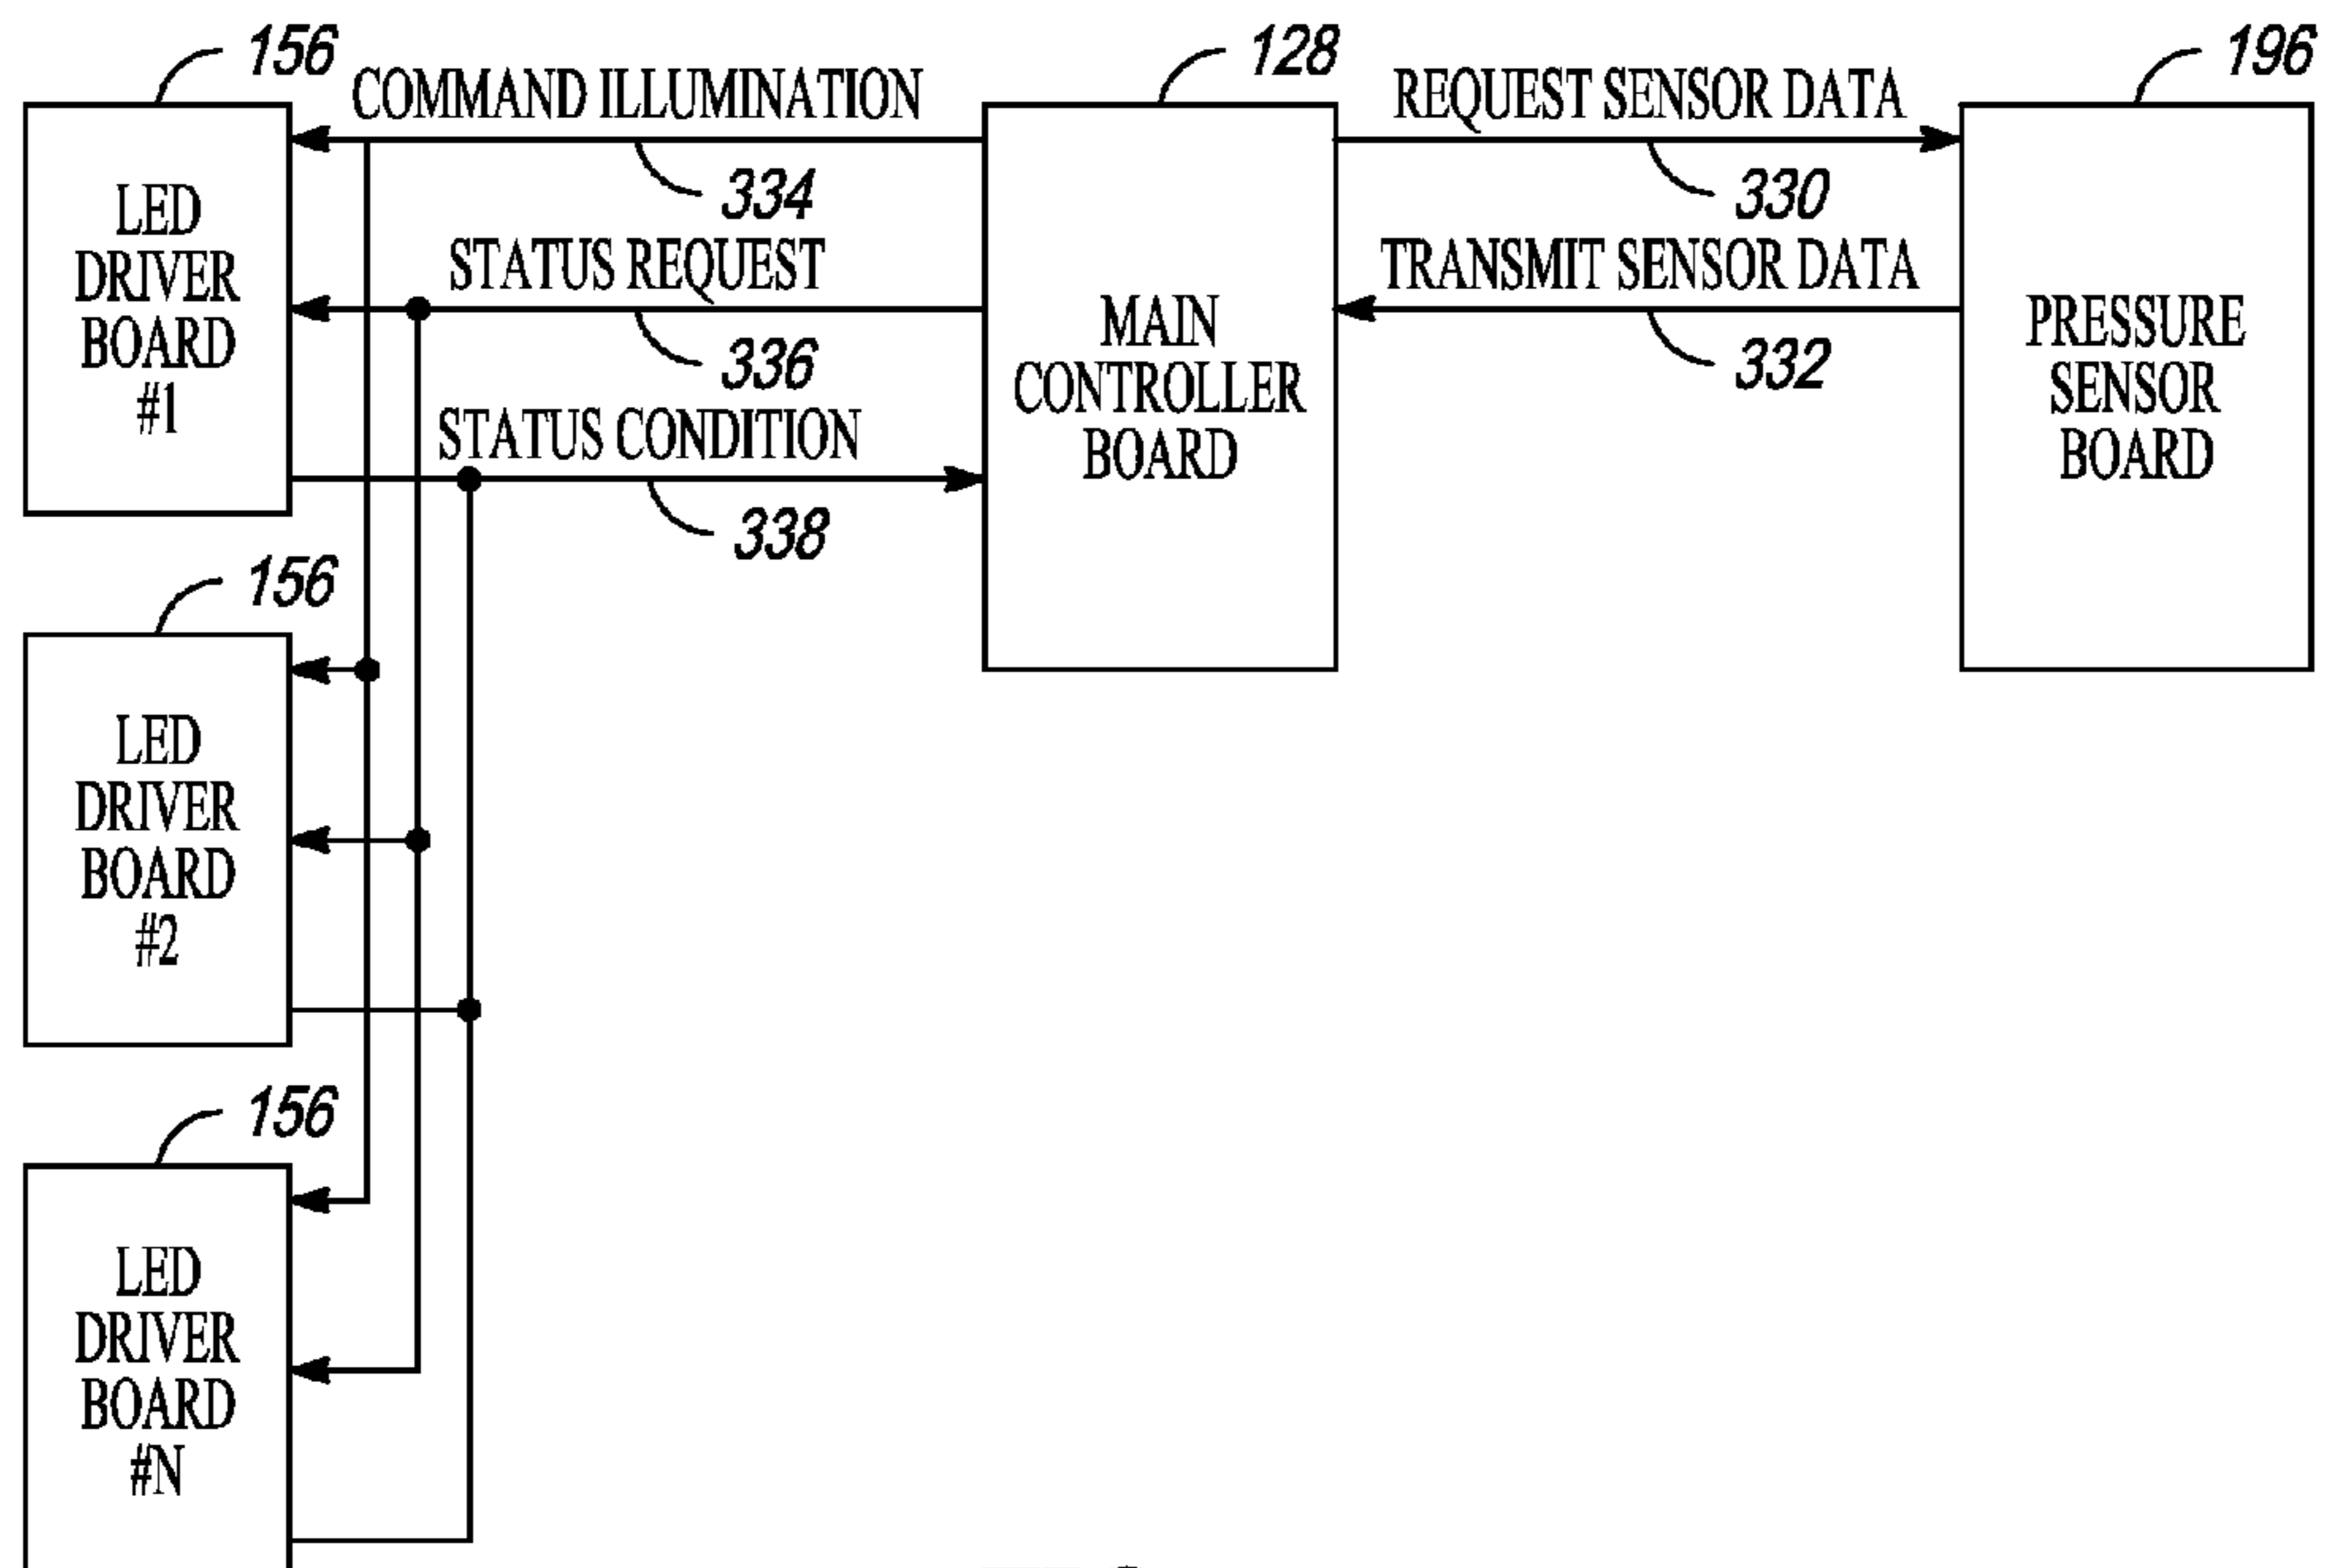 156
COMMAND ILLUMINATION
128
REQUEST SENSOR DATA
196
334
330
LED
DRIVER
BOARD
#1
STATUS REQUEST
336
STATUS CONDITION
338
MAIN
CONTROLLER
BOARD
TRANSMIT SENSOR DATA
332
PRESSURE
SENSOR
BOARD
156
LED
DRIVER
BOARD
#2
156
LED
DRIVER
BOARD
#N